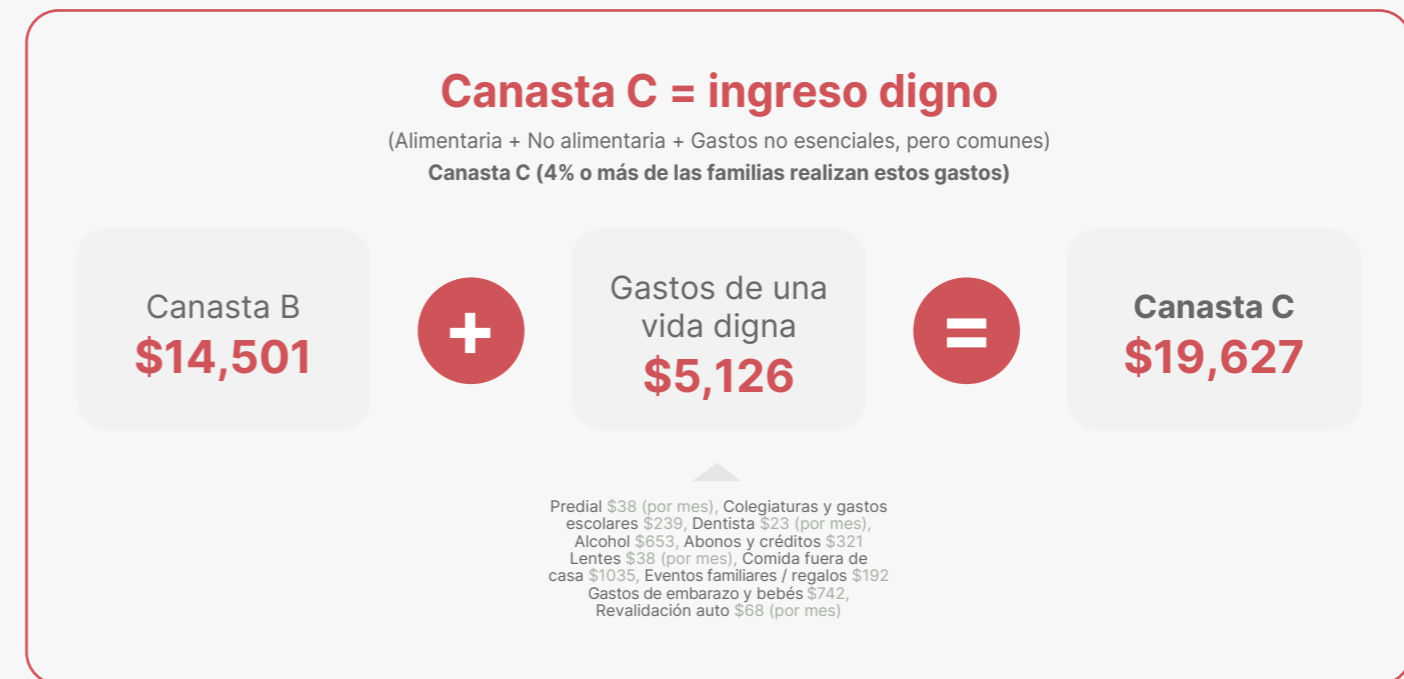 Canasta C = ingreso digno
(Alimentaria + No alimentaria + Gastos no esenciales, pero comunes)
Canasta C (4% o más de las familias realizan estos gastos)
Canasta B
$14,501
+
Gastos de una
vida digna
$5,126
=
Canasta C
$19,627
Predial $38 (por mes), Colegiaturas y gastos
escolares $239, Dentista $23 (por mes),
Alcohol $653, Abonos y créditos $321
Lentes $38 (por mes), Comida fuera de
casa $1035, Eventos familiares / regalos $192
Gastos de embarazo y bebés $742,
Revalidación auto $68 (por mes)